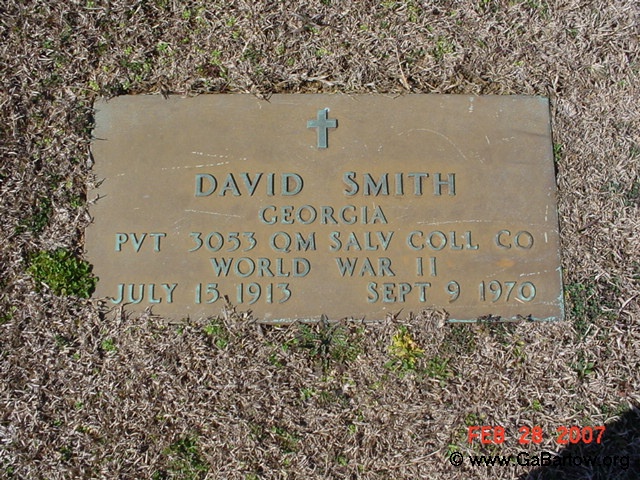 DAVID SMITH
GEORGIA
PVT 3053 QM SALV COLL CO
WORLD WAR II
JULY 15 1913 SEPT 9 1970
FEB 28 2007
© www.GaBarrow.org